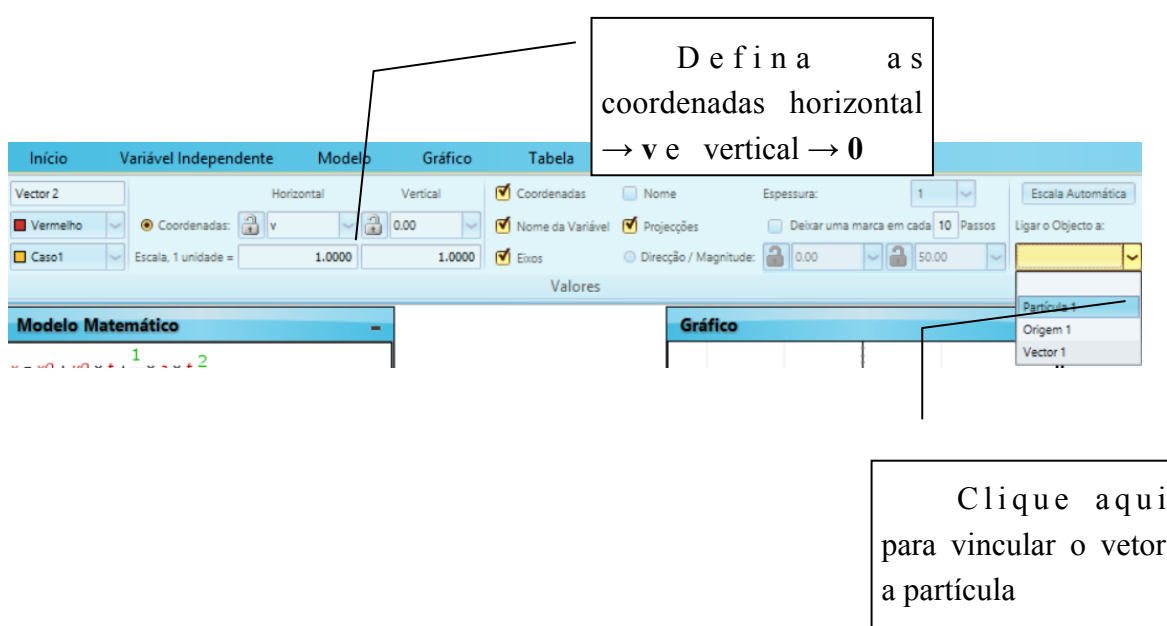 Defina as
coordenadas horizontal
→ v e vertical → 0
Início Variável Independente Modelo Gráfico Tabela
Vector 2 Horizontal Vertical Coordenadas Nome Espessura: 1 Escala Automática
Vermelho Coordenadas: v 0.00 Nome da Variável Projecções Deixar uma marca em cada 10 Passos Ligar o Objecto a:
Caso1 Escala, 1 unidade = 1.0000 1.0000 Eixos Direcção / Magnitude: 0.00 50.00
Valores
Partícula 1
Origem 1
Vector 1
Modelo Matemático Gráfico
Clique aqui
para vincular o vetor
a partícula